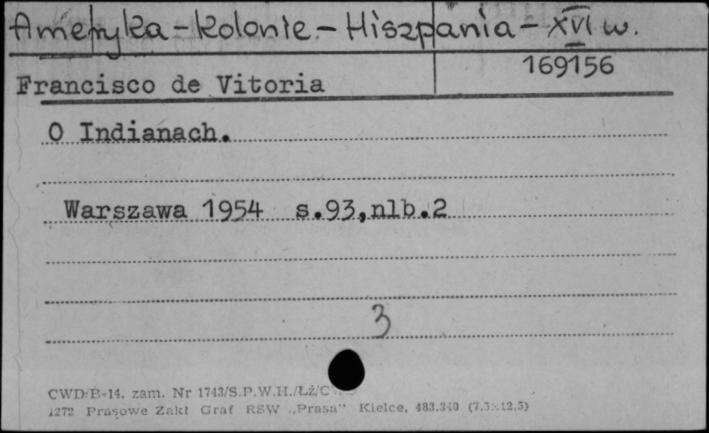 Ameryka – Kolonie – Hiszpania – XVI w.
169156
Francisco de Vitoria
O Indianach.
Warszawa 1954 s.93,nlb.2
3
CWD/B-14. zam. Nr 1743/S.P.W.H./Łź/C
1272 Prasowe Zakł Graf RSW „Prasa" Kielce, 483.340 (7,5×12,5)